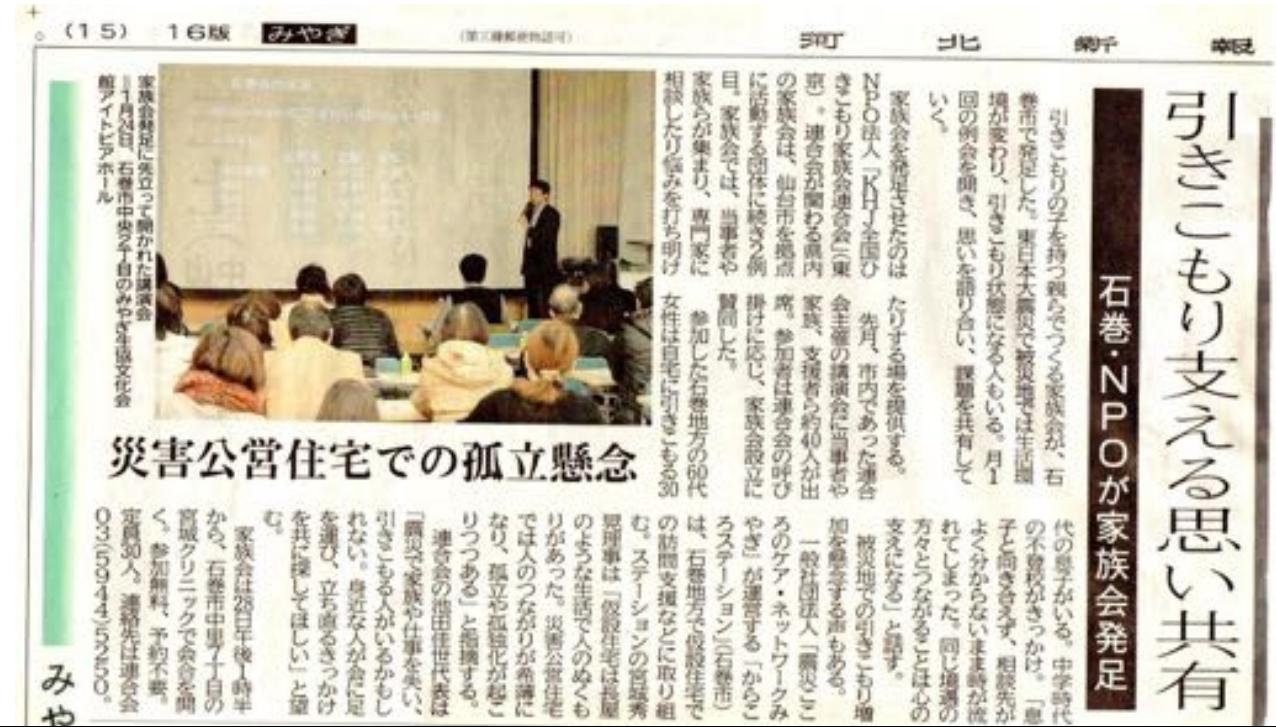 (15) 16版 みやぎ (第三種郵便物認可) 河北新報
引きこもり支える思い共有
石巻・NPOが家族会発足
引きこもりの子を持つ親らでつくる家族会が、石
巻市で発足した。東日本大震災で被災地では生活環
境が変わり、引きこもり状態になる人もいる。月1
回の例会を開き、思いを語り合い、課題を共有して
いく。
家族会を発足させたのは
NPO法人「KHJ全国ひ
きこもり家族会連合会」(東
京)。連合会が関わる県内
の家族会は、仙台市を拠点
に活動する団体に続き2例
目。家族会では、当事者や
家族らが集まり、専門家に
相談したり悩みを打ち明け
たりする場を提供する。
先月、市内であった連合
会主催の講演会に当事者や
家族、支援者ら約40人が出
席。参加者は連合会の呼び
掛けに応じ、家族会設立に
賛同した。
参加した石巻地方の60代
女性は自宅に引きこもる30
代の息子がいる。中学時代
の不登校がきっかけ。「息
子と向き合えず、相談先が
よく分からないまま時が流
れてしまった。同じ境遇の
方々とつながることは心の
支えになる」と話す。
被災地での引きこもり増
加を懸念する声もある。
一般社団法人「震災ここ
ろのケア・ネットワークみ
やぎ」が運営する「からこ
ろステーション」(石巻市)
は、石巻地方で仮設住宅で
の訪問支援などに取り組
む。ステーションの宮城秀
晃理事は「仮設住宅は長屋
のような生活で人のぬくも
りがあった。災害公営住宅
では人のつながりが希薄に
なり、孤立や孤独化が起こ
りつつある」と指摘する。
連合会の池田佳世代表は
「震災で家族や仕事を失い、
引きこもる人がいるかもし
れない。身近な人が会に足
を運び、立ち直るきっかけ
を共に探してほしい」と望
む。
家族会は28日午後1時半
から、石巻市中里7丁目の
宮城クリニックで会合を開
く。参加無料、予約不要。
定員30人。連絡先は連合会
03(5944)5250。
災害公営住宅での孤立懸念
家族会発足に先立って開かれた講演会
=1月24日、石巻市中央2丁目のみやぎ生協文化会
館アイトピアホール
みや